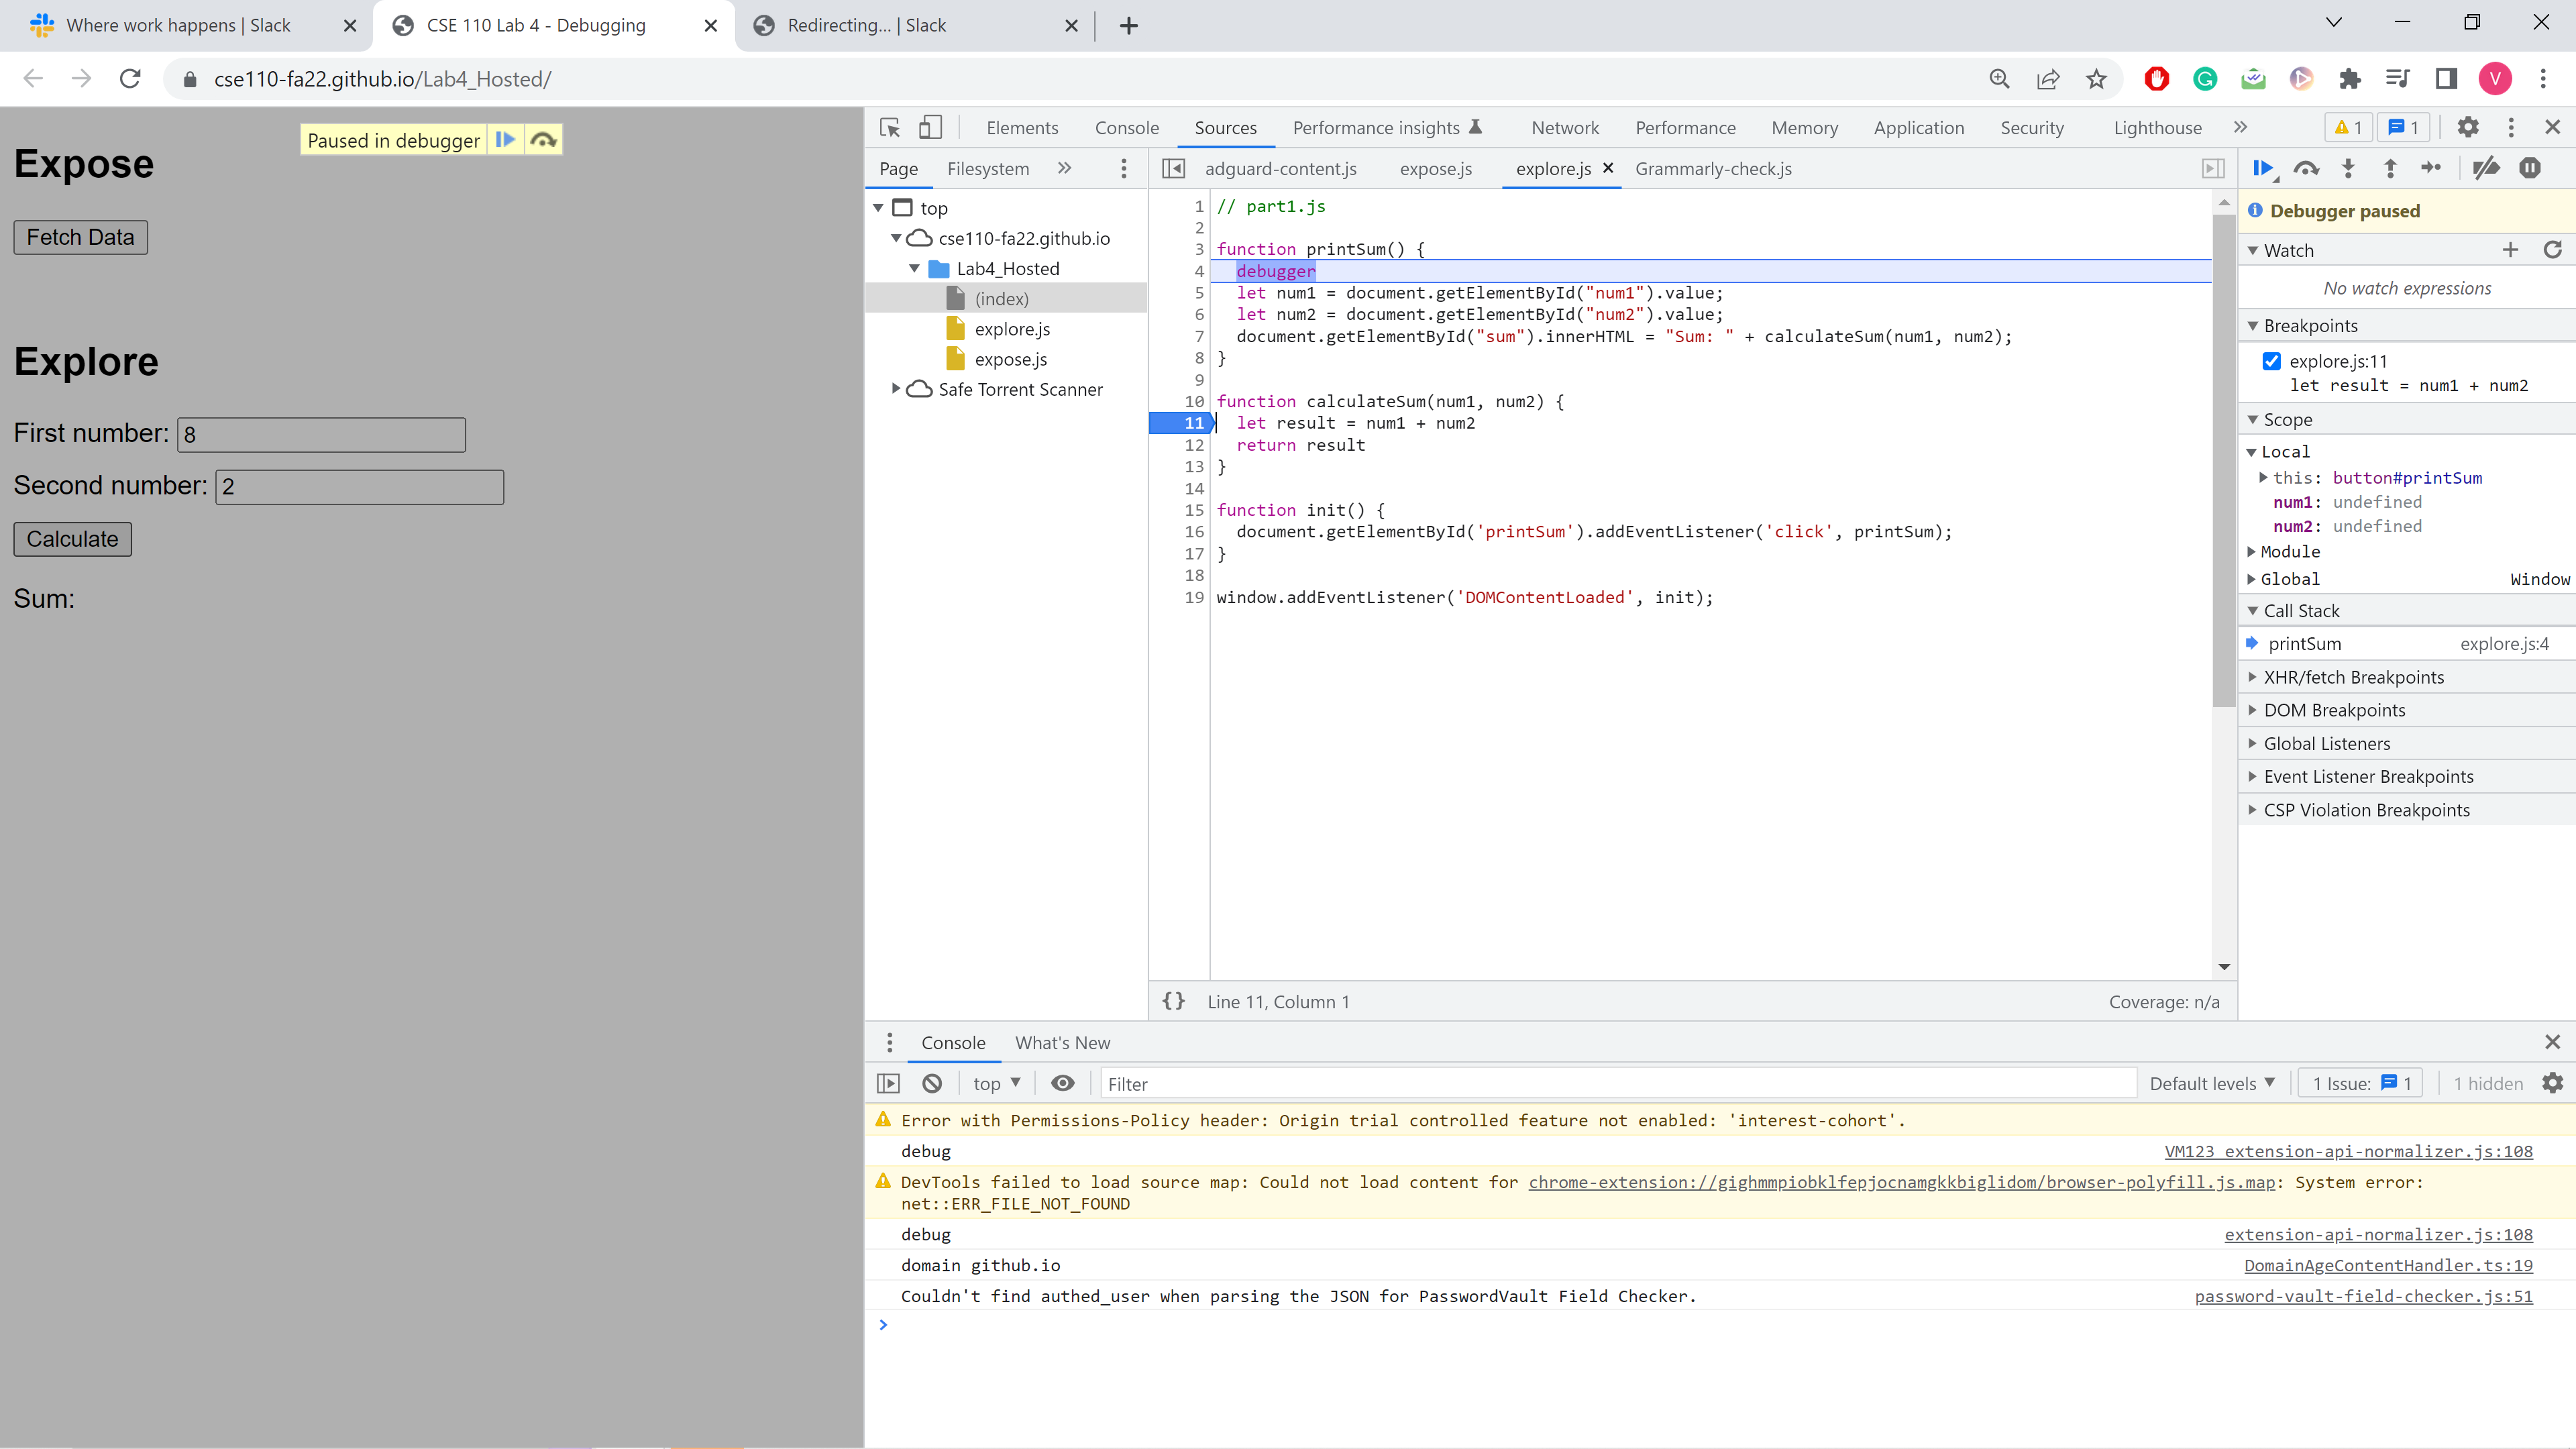 Where work happens | Slack
CSE 110 Lab 4 - Debugging
Redirecting... | Slack
cse110-fa22.github.io/Lab4_Hosted/
V
Expose
Paused in debugger
Fetch Data
Explore
First number: 8
Second number: 2
Calculate
Sum:
Elements Console Sources Performance insights Network Performance Memory Application Security Lighthouse 1 1
Page Filesystem
top
cse110-fa22.github.io
Lab4_Hosted
(index)
explore.js
expose.js
Safe Torrent Scanner
adguard-content.js expose.js explore.js Grammarly-check.js
1 // part1.js
2
3 function printSum() {
4 debugger
5 let num1 = document.getElementById("num1").value;
6 let num2 = document.getElementById("num2").value;
7 document.getElementById("sum").innerHTML = "Sum: " + calculateSum(num1, num2);
8 }
9
10 function calculateSum(num1, num2) {
11 let result = num1 + num2
12 return result
13 }
14
15 function init() {
16 document.getElementById('printSum').addEventListener('click', printSum);
17 }
18
19 window.addEventListener('DOMContentLoaded', init);
{} Line 11, Column 1 Coverage: n/a
Debugger paused
Watch
No watch expressions
Breakpoints
explore.js:11
let result = num1 + num2
Scope
Local
this: button#printSum
num1: undefined
num2: undefined
Module
Global Window
Call Stack
printSum explore.js:4
XHR/fetch Breakpoints
DOM Breakpoints
Global Listeners
Event Listener Breakpoints
CSP Violation Breakpoints
Console What's New
top Filter Default levels 1 Issue: 1 1 hidden
Error with Permissions-Policy header: Origin trial controlled feature not enabled: 'interest-cohort'.
debug VM123 extension-api-normalizer.js:108
DevTools failed to load source map: Could not load content for chrome-extension://gighmmpiobklfepjocnamgkkbiglidom/browser-polyfill.js.map: System error:
net::ERR_FILE_NOT_FOUND
debug extension-api-normalizer.js:108
domain github.io DomainAgeContentHandler.ts:19
Couldn't find authed_user when parsing the JSON for PasswordVault Field Checker. password-vault-field-checker.js:51